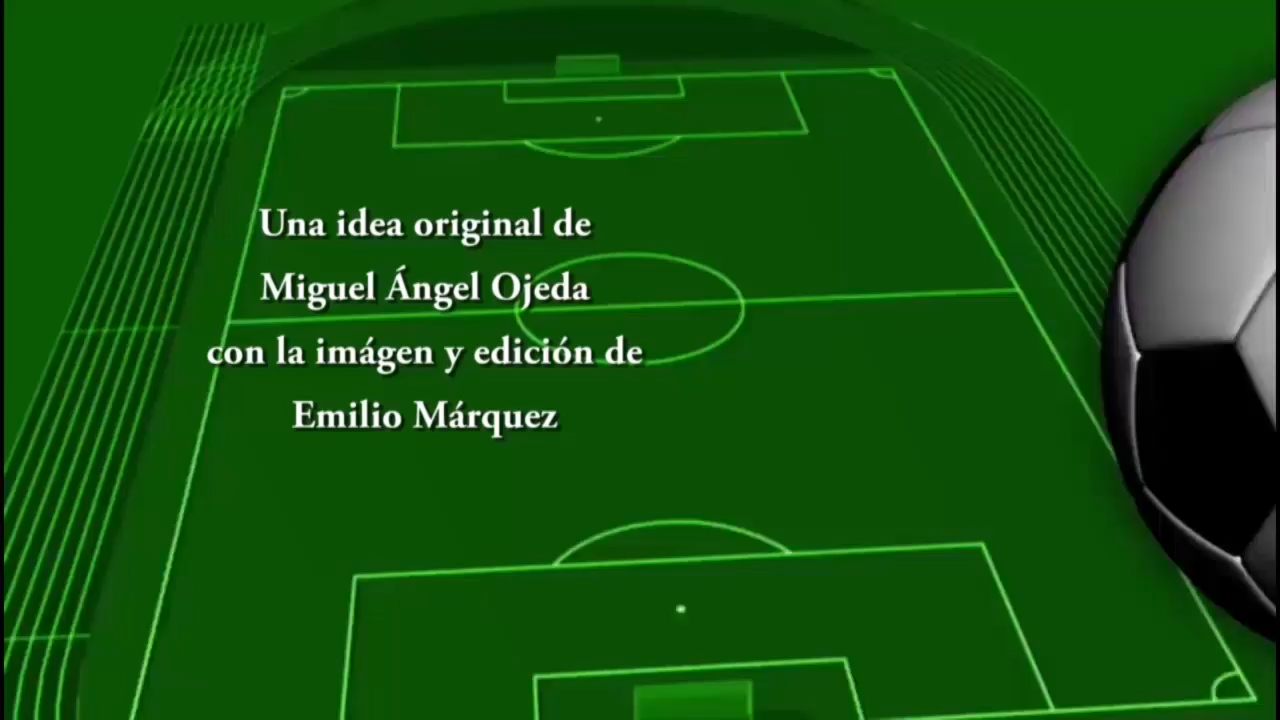 Una idea original de
Miguel Ángel Ojeda
con la imágen y edición de
Emilio Márquez